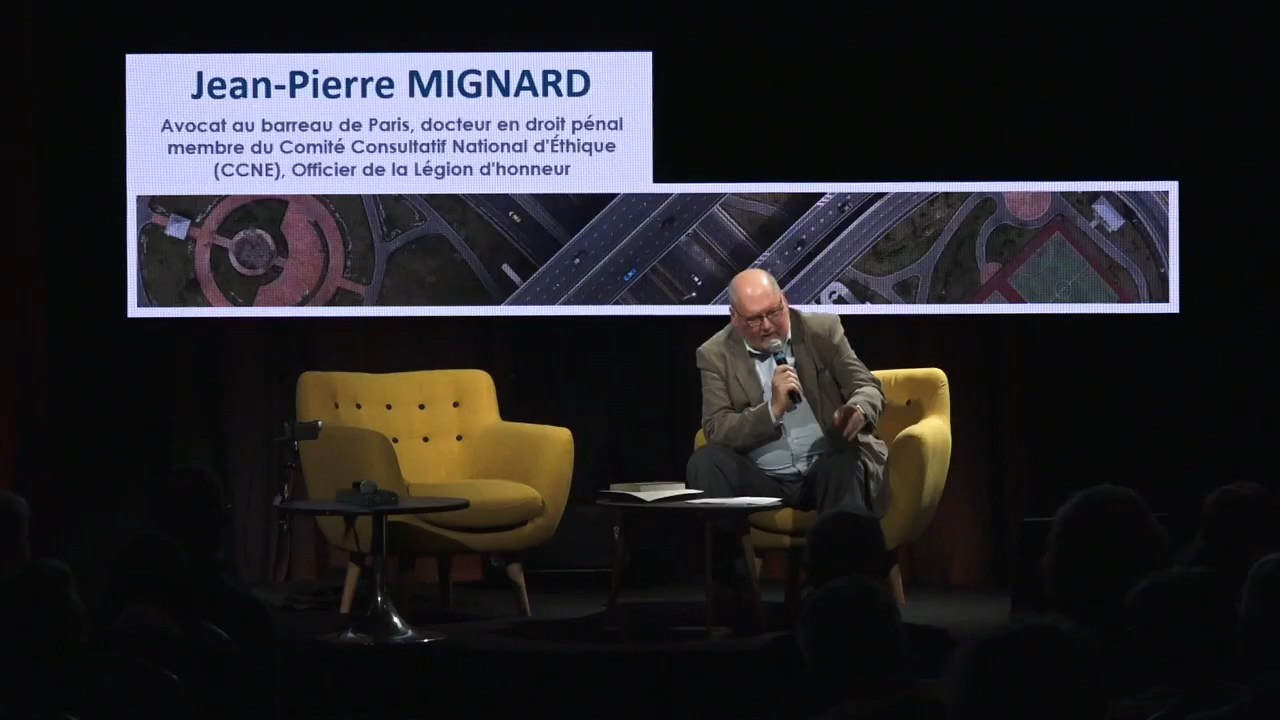 Jean-Pierre MIGNARD
Avocat au barreau de Paris, docteur en droit pénal
membre du Comité Consultatif National d'Éthique
(CCNE), Officier de la Légion d'honneur